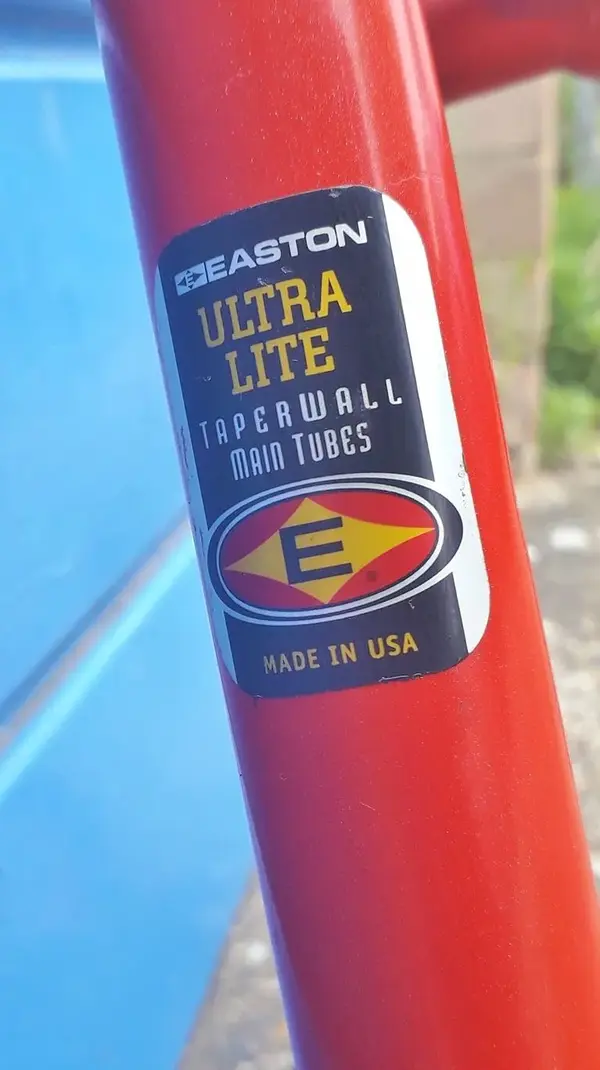 E EASTON
ULTRA
LITE
TAPERWALL
MAIN TUBES
E
MADE IN USA